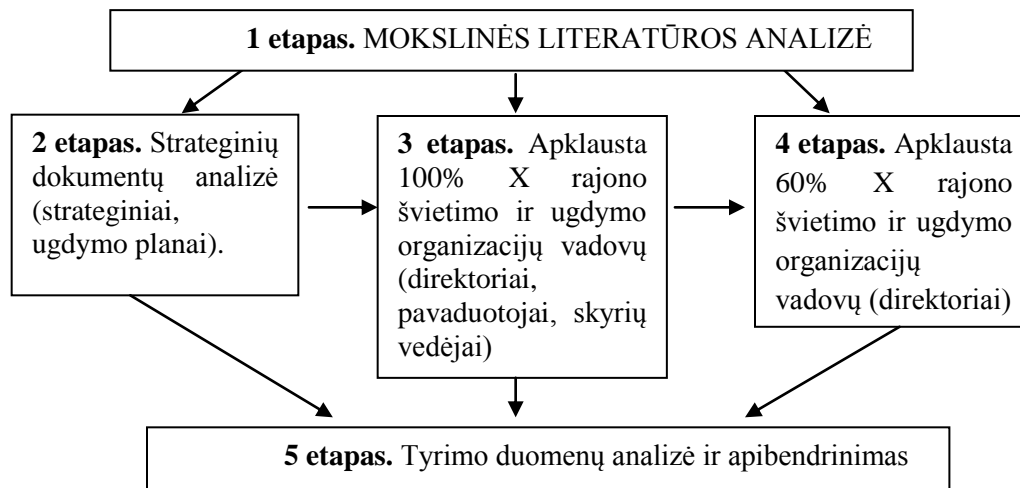 1 etapas. MOKSLINĖS LITERATŪROS ANALIZĖ
2 etapas. Strateginių
dokumentų analizė
(strateginiai,
ugdymo planai).
3 etapas. Apklausta
100% X rajono
švietimo ir ugdymo
organizacijų vadovų
(direktoriai,
pavaduotojai, skyrių
vedėjai)
4 etapas. Apklausta
60% X rajono
švietimo ir ugdymo
organizacijų
vadovų (direktoriai)
5 etapas. Tyrimo duomenų analizė ir apibendrinimas